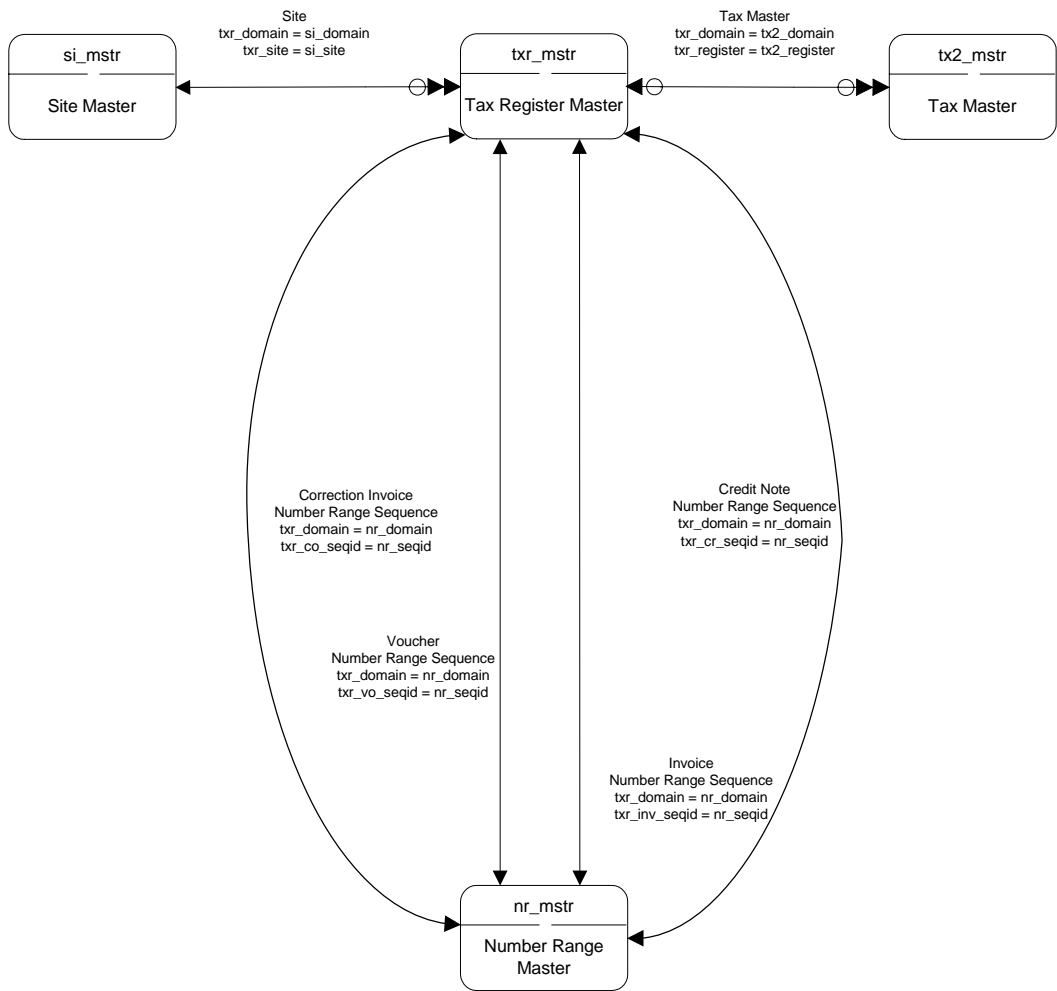 Site
txr_domain = si_domain
txr_site = si_site
Tax Master
txr_domain = tx2_domain
txr_register = tx2_register
si_mstr
Site Master
txr_mstr
Tax Register Master
tx2_mstr
Tax Master
Correction Invoice
Number Range Sequence
txr_domain = nr_domain
txr_co_seqid = nr_seqid
Credit Note
Number Range Sequence
txr_domain = nr_domain
txr_cr_seqid = nr_seqid
Voucher
Number Range Sequence
txr_domain = nr_domain
txr_vo_seqid = nr_seqid
Invoice
Number Range Sequence
txr_domain = nr_domain
txr_inv_seqid = nr_seqid
nr_mstr
Number Range
Master